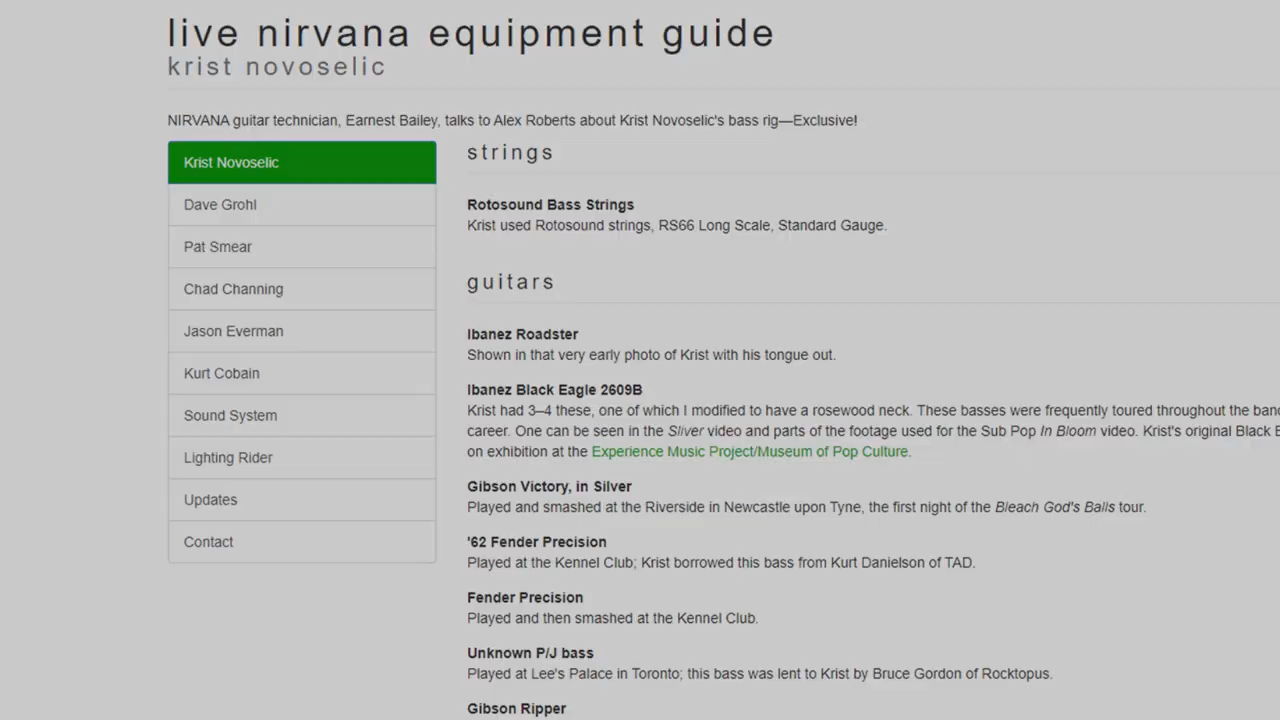 live nirvana equipment guide
krist novoselic
NIRVANA guitar technician, Earnest Bailey, talks to Alex Roberts about Krist Novoselic's bass rig—Exclusive!
Krist Novoselic
Dave Grohl
Pat Smear
Chad Channing
Jason Everman
Kurt Cobain
Sound System
Lighting Rider
Updates
Contact
strings
Rotosound Bass Strings
Krist used Rotosound strings, RS66 Long Scale, Standard Gauge.
guitars
Ibanez Roadster
Shown in that very early photo of Krist with his tongue out.
Ibanez Black Eagle 2609B
Krist had 3–4 these, one of which I modified to have a rosewood neck. These basses were frequently toured throughout the
career. One can be seen in the Sliver video and parts of the footage used for the Sub Pop In Bloom video. Krist's original Black
on exhibition at the Experience Music Project/Museum of Pop Culture.
Gibson Victory, in Silver
Played and smashed at the Riverside in Newcastle upon Tyne, the first night of the Bleach God's Balls tour.
'62 Fender Precision
Played at the Kennel Club; Krist borrowed this bass from Kurt Danielson of TAD.
Fender Precision
Played and then smashed at the Kennel Club.
Unknown P/J bass
Played at Lee's Palace in Toronto; this bass was lent to Krist by Bruce Gordon of Rocktopus.
Gibson Ripper